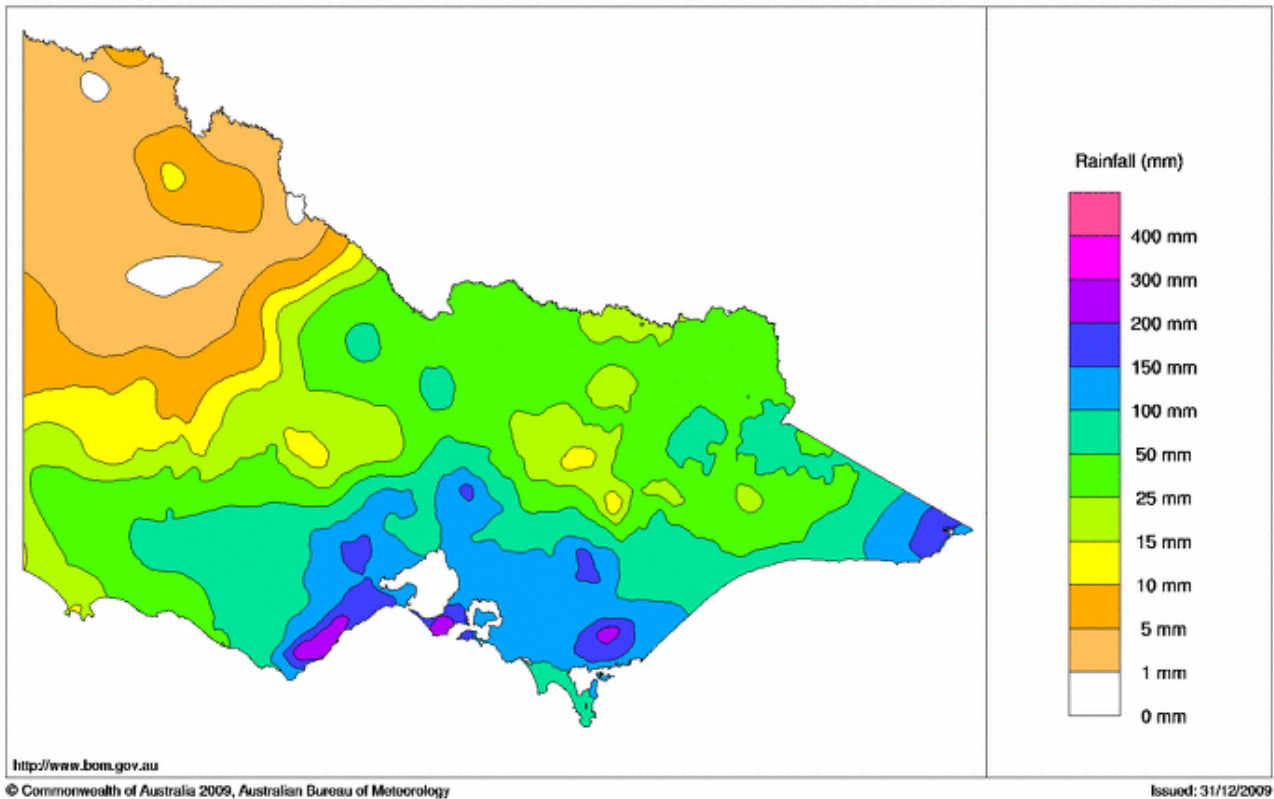 Rainfall (mm)
400 mm
300 mm
200 mm
150 mm
100 mm
50 mm
25 mm
15 mm
10 mm
5 mm
1 mm
0 mm
http://www.bom.gov.au
© Commonwealth of Australia 2009, Australian Bureau of Meteorology
Issued: 31/12/2009